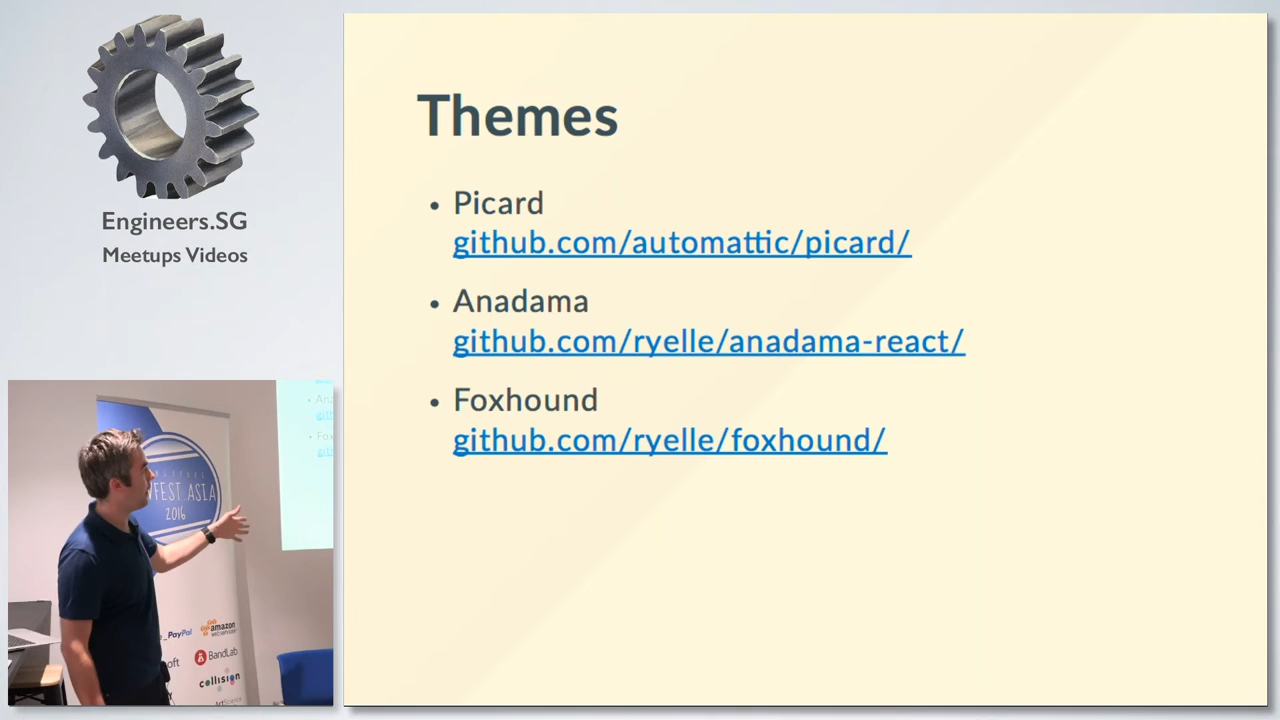 Engineers.SG
Meetups Videos
Themes
• Picard
github.com/automattic/picard/
• Anadama
github.com/ryelle/anadama-react/
• Foxhound
github.com/ryelle/foxhound/
2016
PayPal
amazon
BandLab
collision